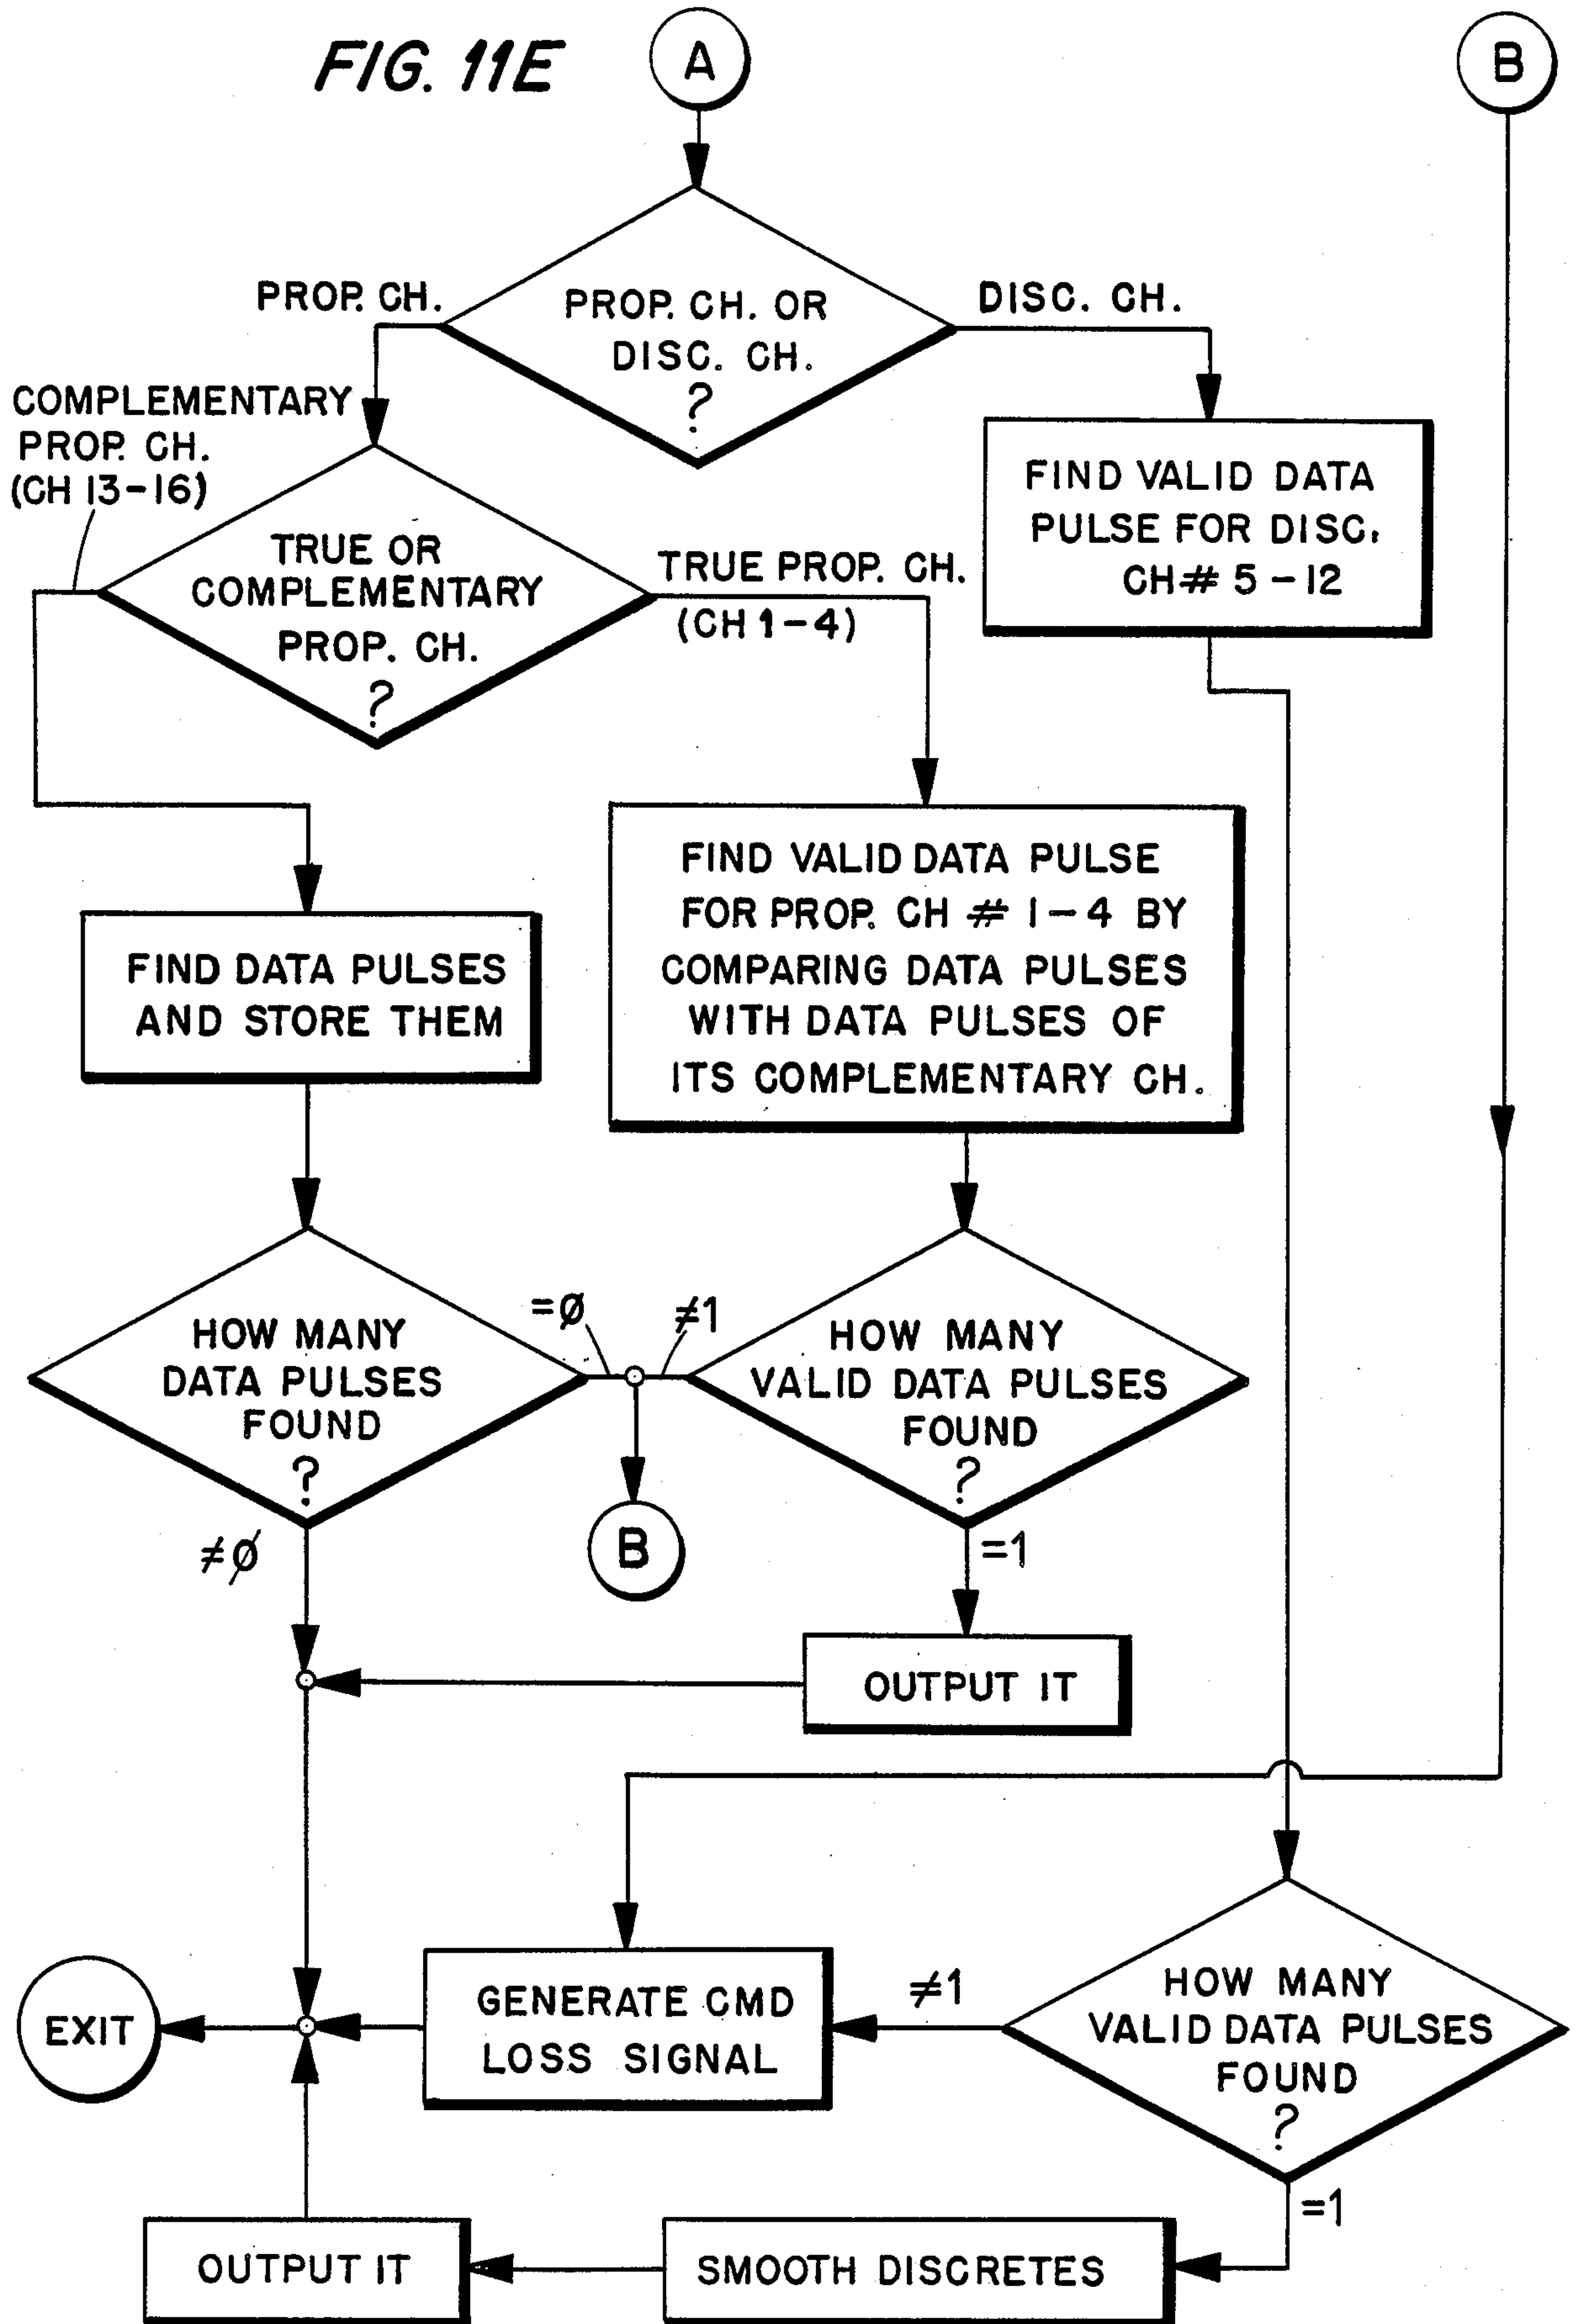 FIG. 11E
A
B
PROP. CH.
PROP. CH. OR
DISC. CH.
?
DISC. CH.
COMPLEMENTARY
PROP. CH.
(CH 13-16)
TRUE OR
COMPLEMENTARY
PROP. CH.
?
TRUE PROP. CH.
(CH 1-4)
FIND VALID DATA
PULSE FOR DISC.
CH# 5-12
FIND DATA PULSES
AND STORE THEM
FIND VALID DATA PULSE
FOR PROP. CH # 1-4 BY
COMPARING DATA PULSES
WITH DATA PULSES OF
ITS COMPLEMENTARY CH.
HOW MANY
DATA PULSES
FOUND
?
=ø
≠1
HOW MANY
VALID DATA PULSES
FOUND
?
≠ø
B
=1
OUTPUT IT
EXIT
GENERATE CMD
LOSS SIGNAL
≠1
HOW MANY
VALID DATA PULSES
FOUND
?
=1
OUTPUT IT
SMOOTH DISCRETES